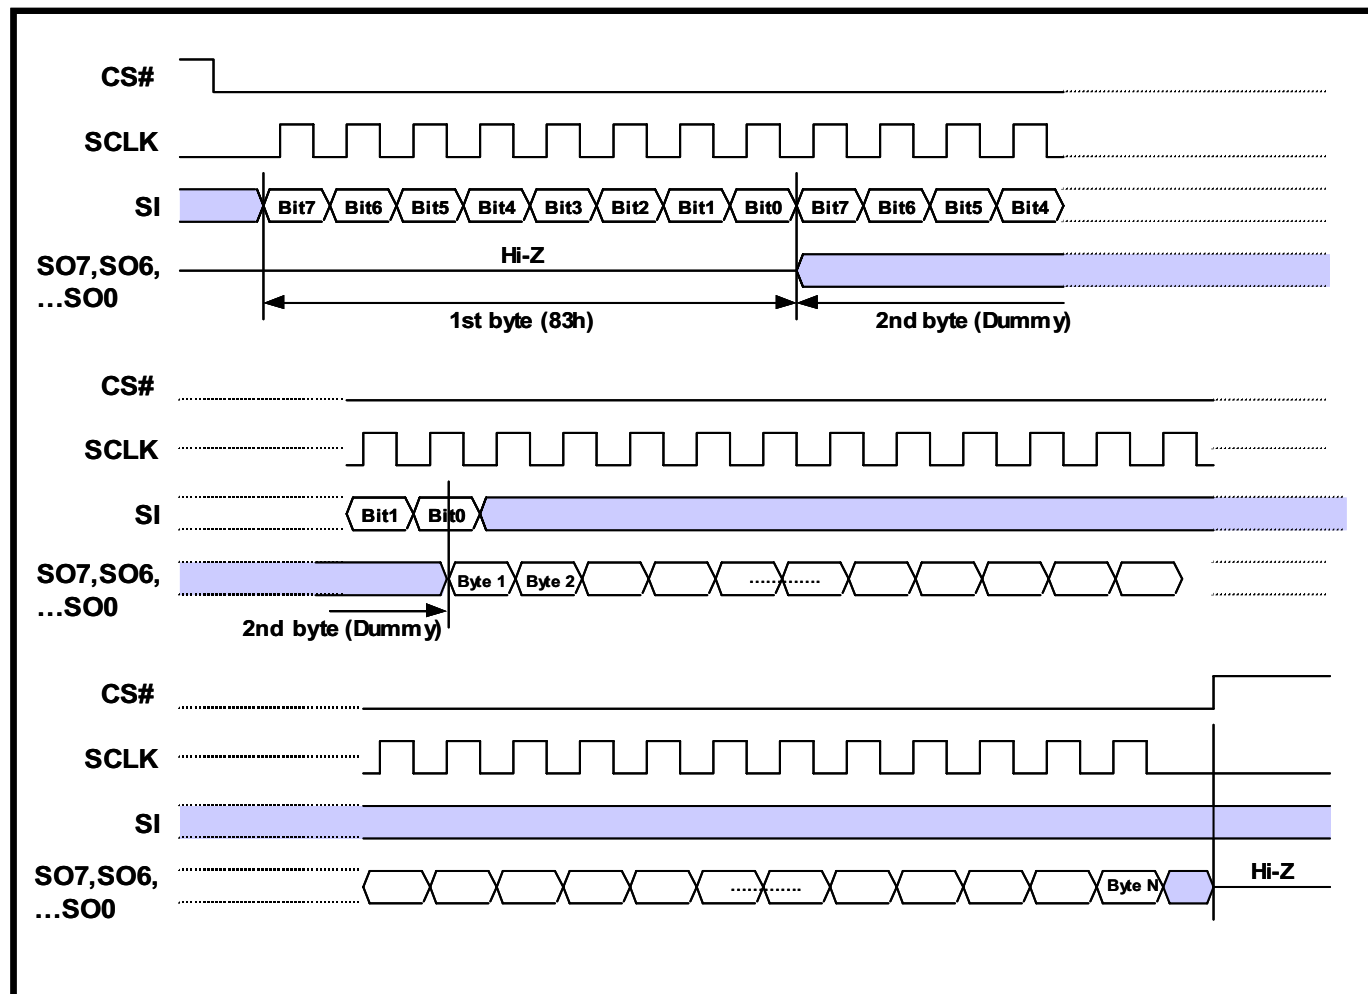 CS#
SCLK
SI Bit7 Bit6 Bit5 Bit4 Bit3 Bit2 Bit1 Bit0 Bit7 Bit6 Bit5 Bit4
Hi-Z
SO7,SO6,
...SO0
1st byte (83h) 2nd byte (Dummy)
CS#
SCLK
SI Bit1 Bit0
SO7,SO6, Byte 1 Byte 2
...SO0
2nd byte (Dummy)
CS#
SCLK
SI
SO7,SO6, Hi-Z
Byte N
...SO0